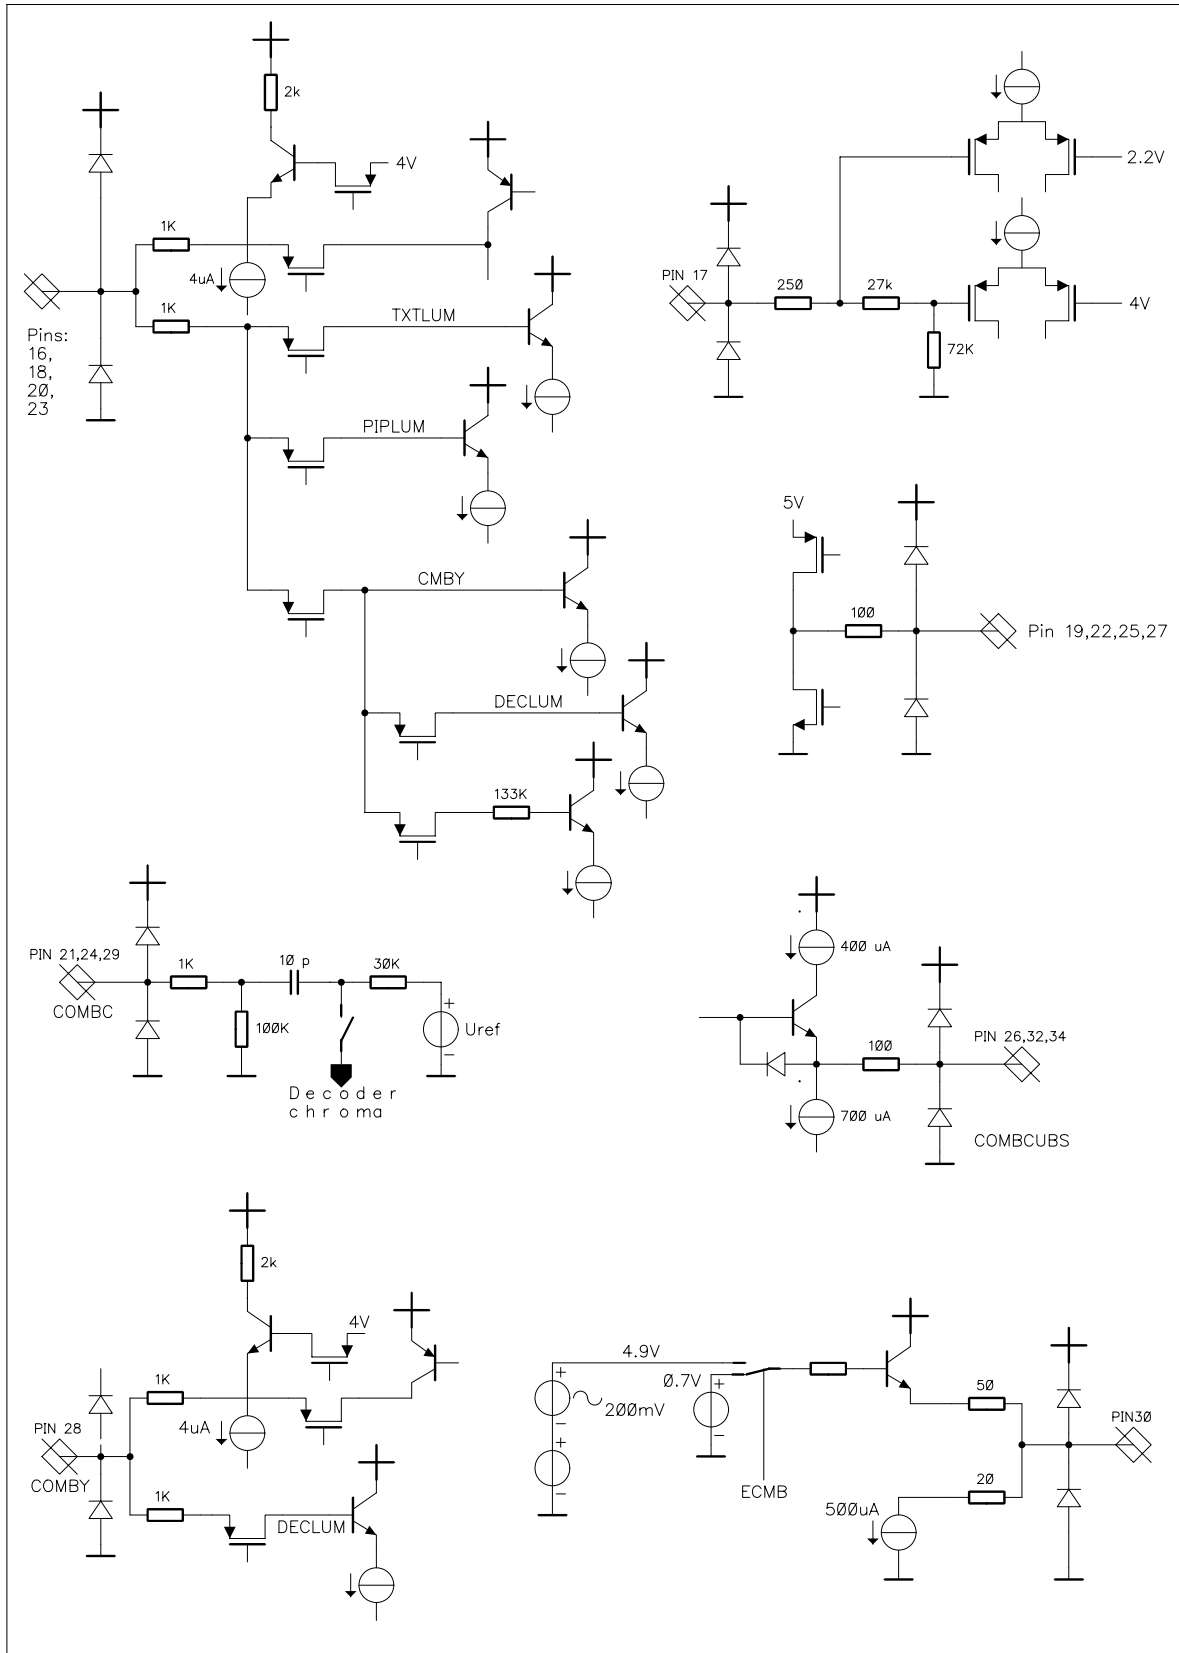 2k
4V
1K
4uA
1K
Pins:
16,
18,
2Ø,
23
TXTLUM
PIPLUM
CMBY
DECLUM
133K
2.2V
PIN 17
25Ø
27k
4V
72K
5V
1ØØ
Pin 19,22,25,27
PIN 21,24,29
COMBC
1K
1ØØK
1Ø p
3ØK
Uref
+
-
Decoder
chroma
4ØØ uA
1ØØ
PIN 26,32,34
7ØØ uA
COMBCUBS
2k
4V
1K
4uA
PIN 28
COMBY
1K
DECLUM
4.9V
+
2ØØmV
-
+
-
Ø.7V
+
-
ECMB
5Ø
PIN3Ø
2Ø
5ØØuA